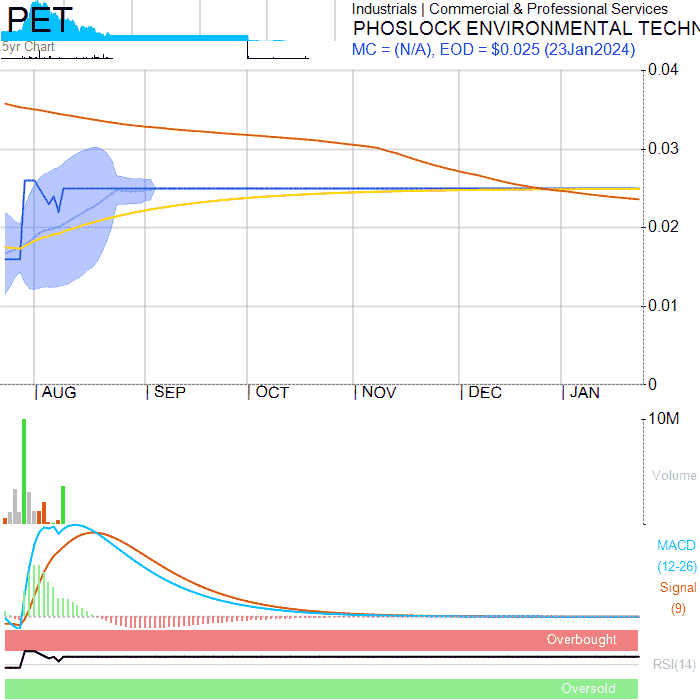 PET
5yr Chart
Industrials | Commercial & Professional Services
PHOSLOCK ENVIRONMENTAL TECHN
MC = (N/A), EOD = $0.025 (23Jan2024)
0.04
0.03
0.02
0.01
0
AUG
SEP
OCT
NOV
DEC
JAN
10M
Volume
MACD
(12-26)
Signal
(9)
Overbought
RSI(14)
Oversold